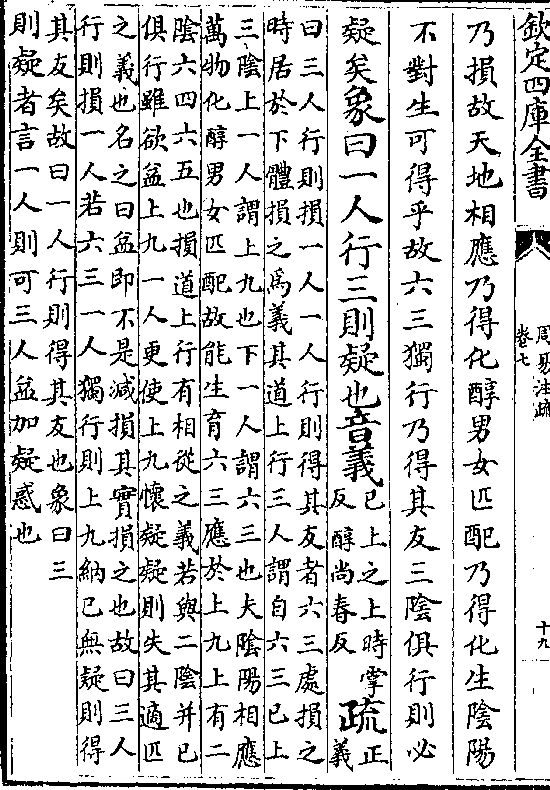 欽定四庫全書
周易注疏
卷七
十九
乃損故天地相應乃得化醇男女匹配乃得化生陰陽
不對生可得乎故六三獨行乃得其友三陰俱行則必
疑矣象曰一人行三則疑也音義
已上之上時掌
反醇尚春反
疏
正
義
曰三人行則損一人一人行則得其友者六三處損之
時居於下體損之為義其道上行三人謂自六三已上
三陰上一人謂上九也下一人謂六三也夫陰陽相應
萬物化醇男女匹配故能生育六三應於上九上有二
陰六四六五也損道上行有相從之義若與二陰并已
俱行雖欲益上九一人更使上九懷疑疑則失其適匹
之義也名之曰益即不是减損其實損之也故曰三人
行則損一人若六三一人獨行則上九納已無疑則得
其友矣故曰一人行則得其友也象曰三
則疑者言一人則可三人益加疑惑也